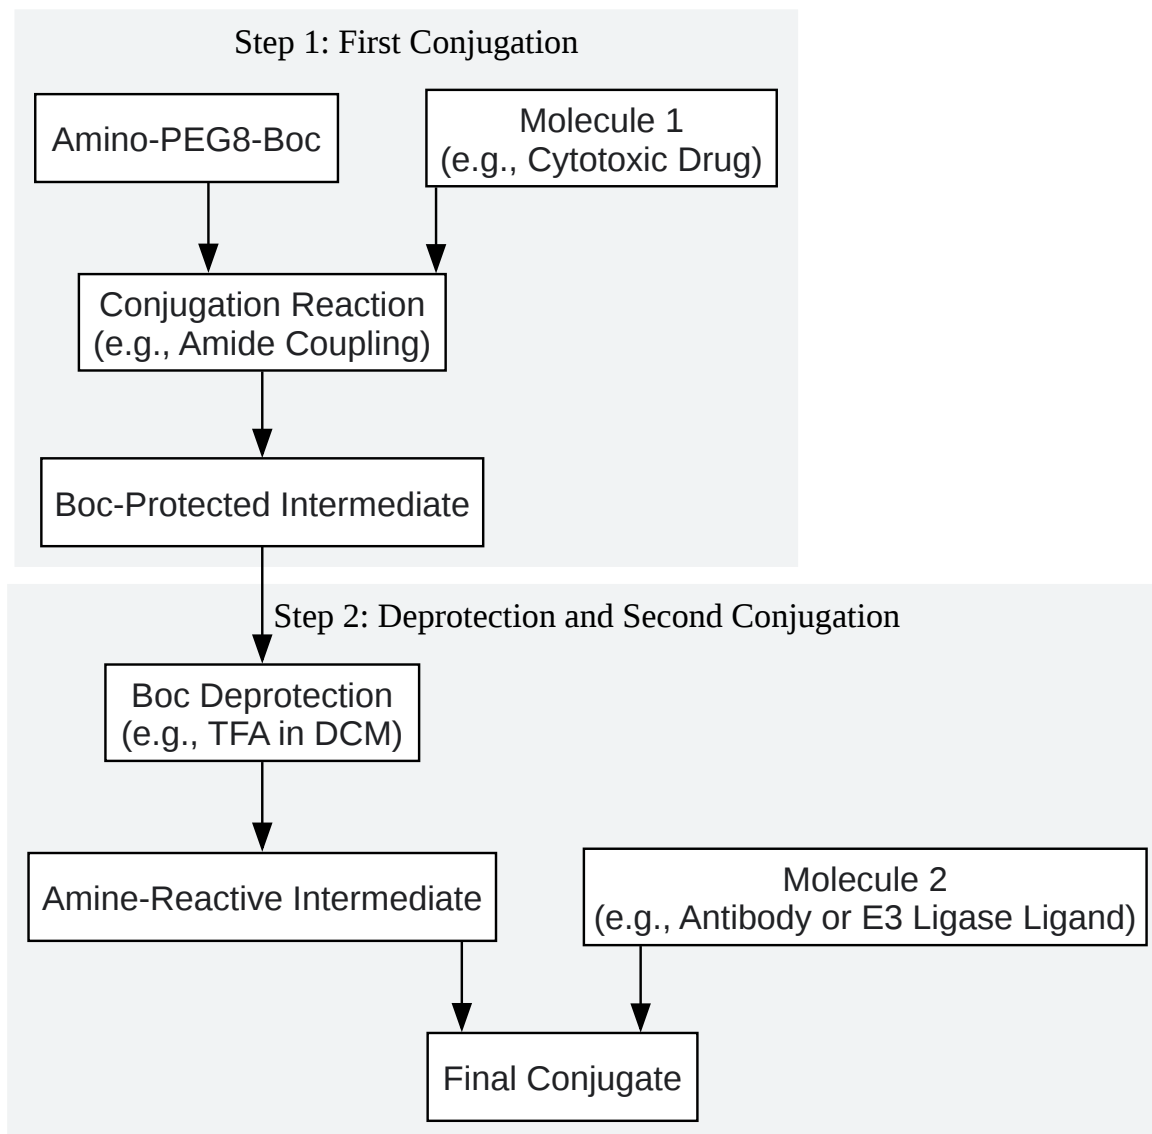 Step 1: First Conjugation
Amino-PEG8-Boc
Molecule 1
(e.g., Cytotoxic Drug)
Conjugation Reaction
(e.g., Amide Coupling)
Boc-Protected Intermediate
Step 2: Deprotection and Second Conjugation
Boc Deprotection
(e.g., TFA in DCM)
Amine-Reactive Intermediate
Molecule 2
(e.g., Antibody or E3 Ligase Ligand)
Final Conjugate